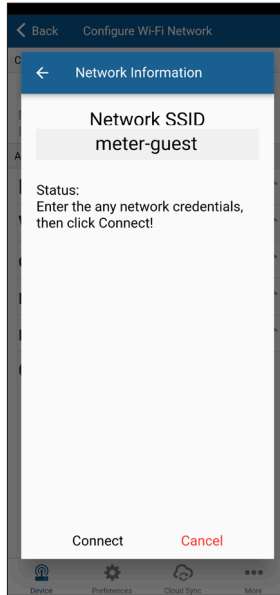 Back Configure Wi-Fi Network
Network Information
Network SSID
meter-guest
Status:
Enter the any network credentials,
then click Connect!
Connect Cancel
Device Preferences Cloud Sync More